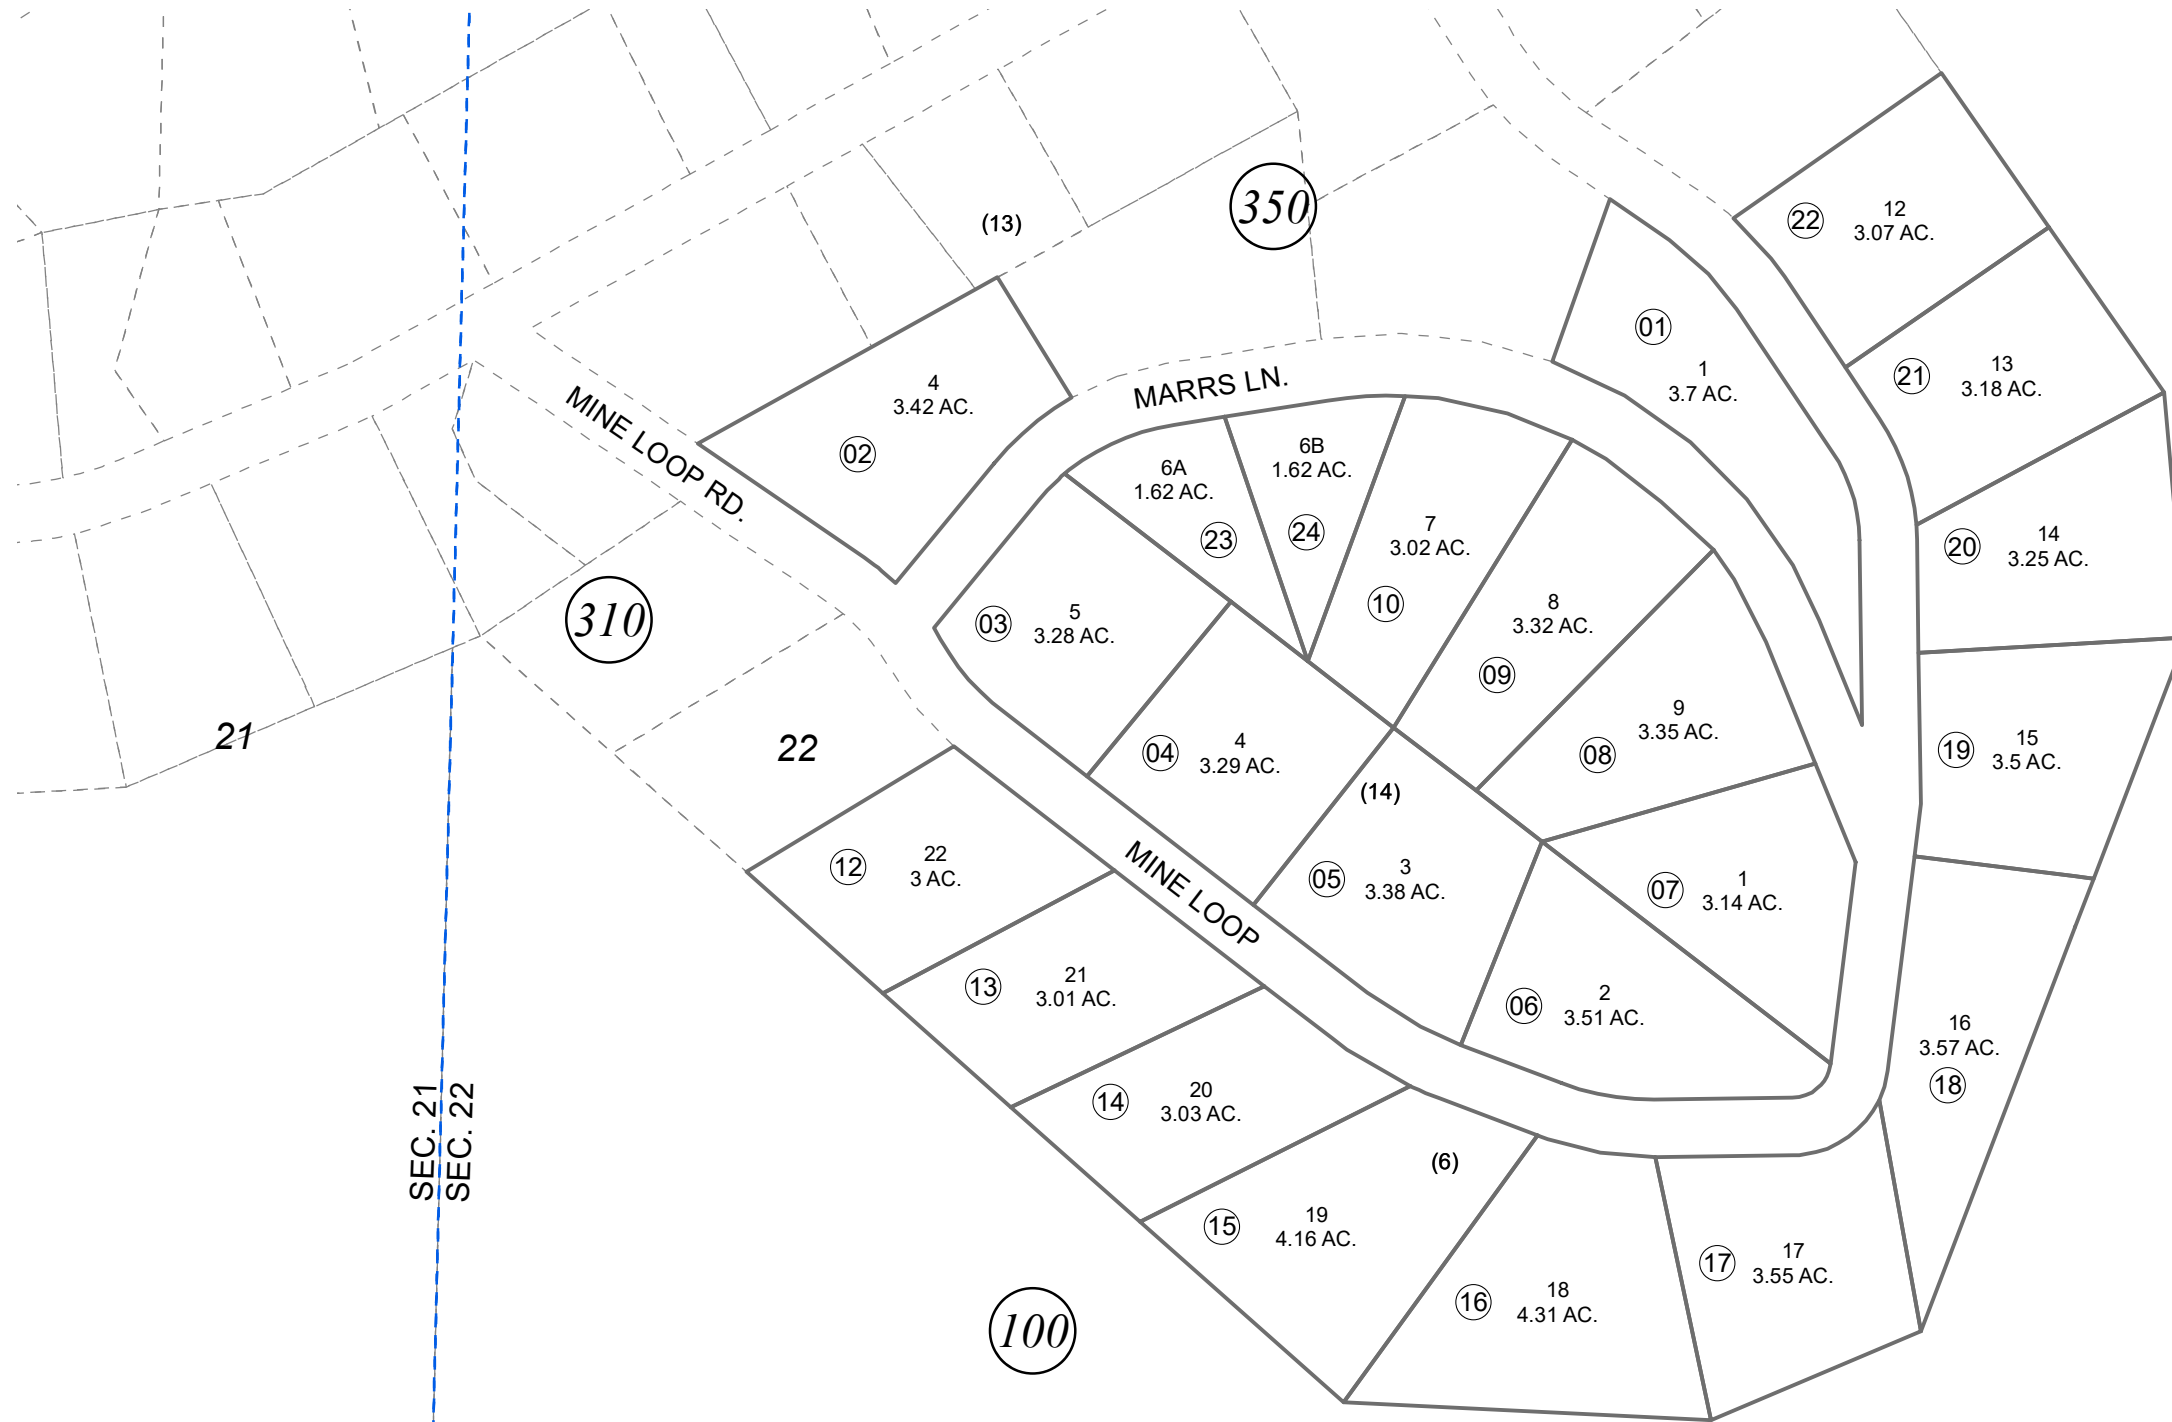 (13)
350
22
12
3.07 AC.
01
1
3.7 AC.
21
13
3.18 AC.
4
3.42 AC.
02
MARRS LN.
MINE LOOP RD.
6A
1.62 AC.
23
6B
1.62 AC.
24
7
3.02 AC.
10
20
14
3.25 AC.
03
5
3.28 AC.
310
8
3.32 AC.
09
9
3.35 AC.
08
21
22
04
4
3.29 AC.
(14)
19
15
3.5 AC.
12
22
3 AC.
MINE LOOP
05
3
3.38 AC.
07
1
3.14 AC.
13
21
3.01 AC.
06
2
3.51 AC.
16
3.57 AC.
18
14
20
3.03 AC.
SEC. 21
SEC. 22
(6)
15
19
4.16 AC.
17
17
3.55 AC.
16
18
4.31 AC.
100